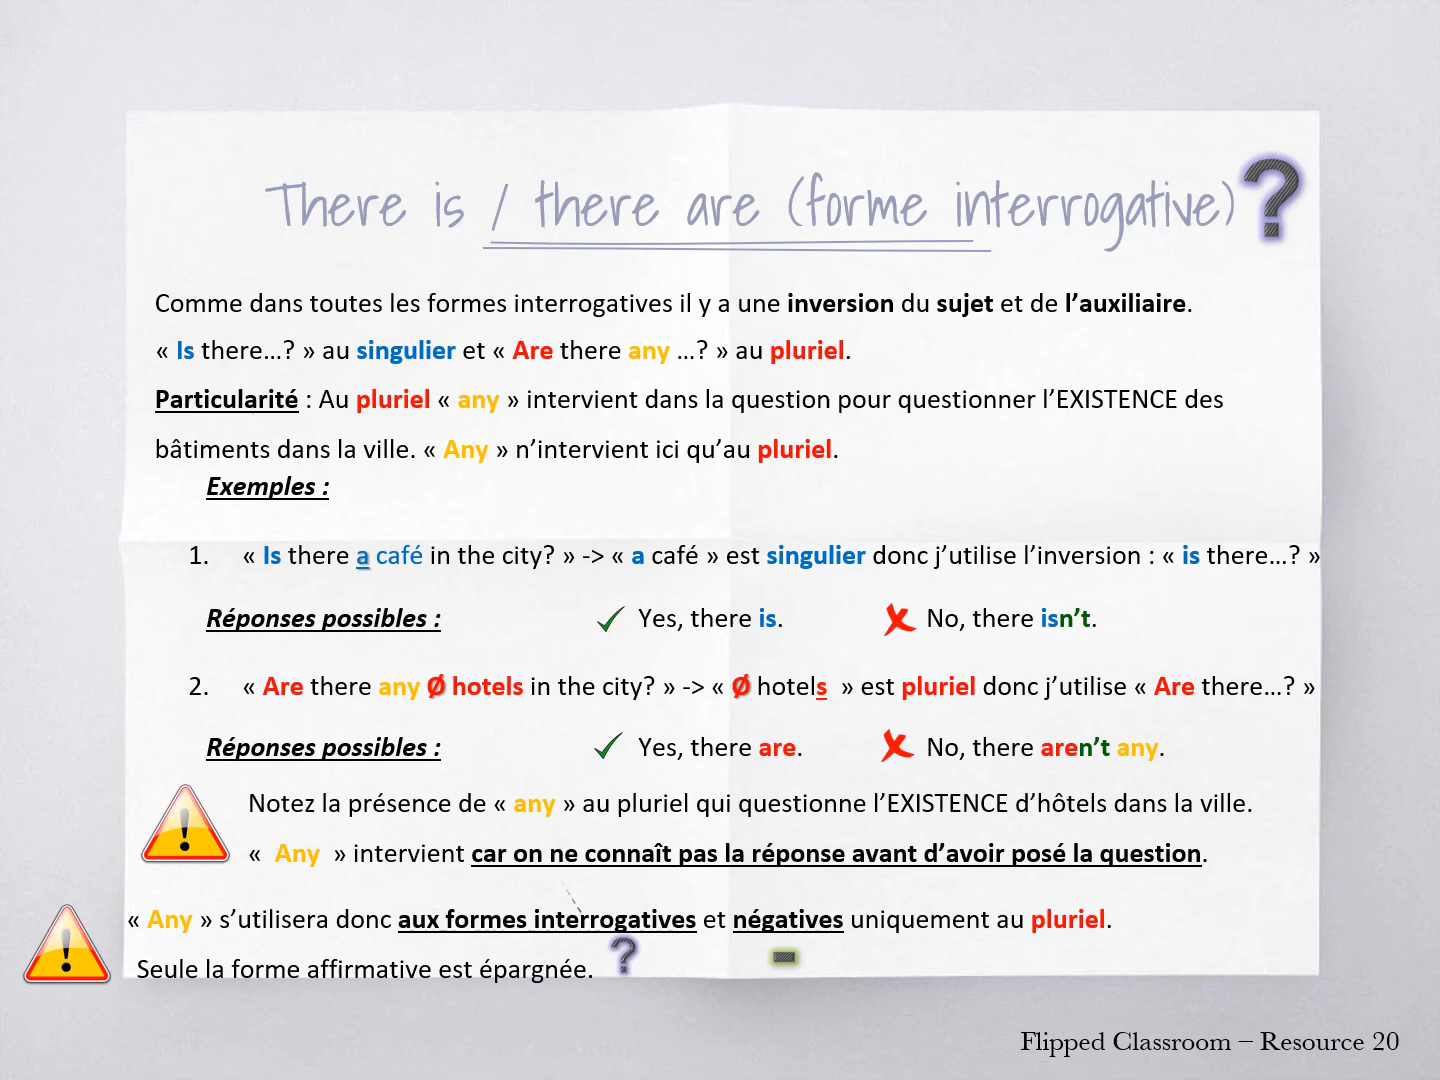 There is / there are (forme interrogative) ?
Comme dans toutes les formes interrogatives il y a une inversion du sujet et de l’auxiliaire.
« Is there…? » au singulier et « Are there any …? » au pluriel.
Particularité : Au pluriel « any » intervient dans la question pour questionner l’EXISTENCE des
bâtiments dans la ville. « Any » n’intervient ici qu’au pluriel.
Exemples :
1. « Is there a café in the city? » -> « a café » est singulier donc j’utilise l’inversion : « is there…? »
Réponses possibles : Yes, there is. No, there isn’t.
2. « Are there any Ø hotels in the city? » -> « Ø hotels » est pluriel donc j’utilise « Are there…? »
Réponses possibles : Yes, there are. No, there aren’t any.
Notez la présence de « any » au pluriel qui questionne l’EXISTENCE d’hôtels dans la ville.
« Any » intervient car on ne connaît pas la réponse avant d’avoir posé la question.
« Any » s’utilisera donc aux formes interrogatives et négatives uniquement au pluriel.
? -
Seule la forme affirmative est épargnée.
Flipped Classroom – Resource 20